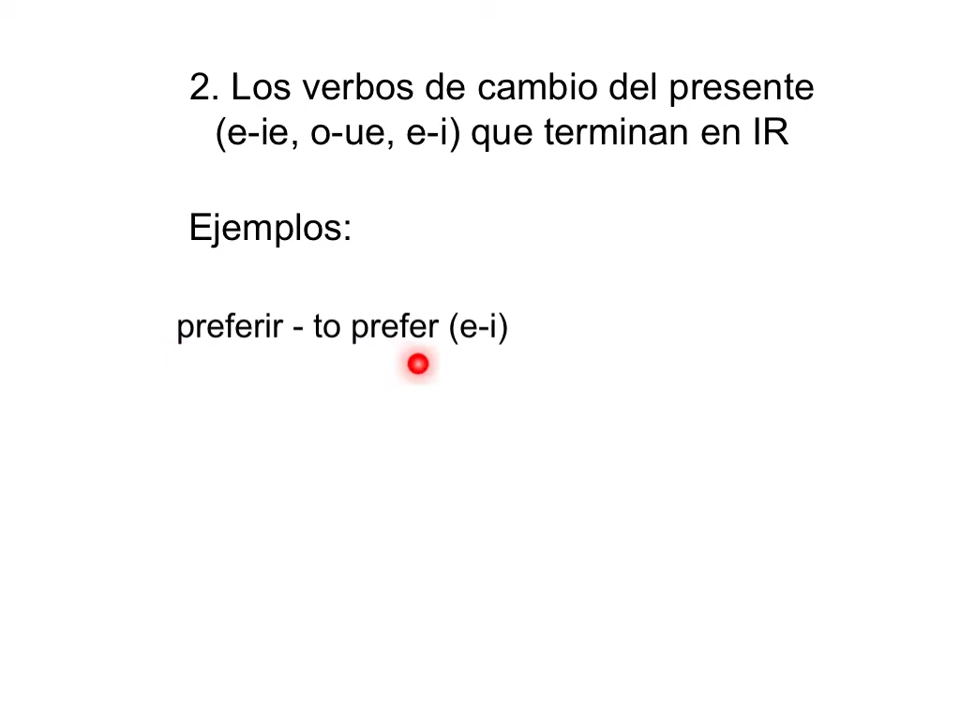 2. Los verbos de cambio del presente
(e-ie, o-ue, e-i) que terminan en IR
Ejemplos:
preferir - to prefer (e-i)